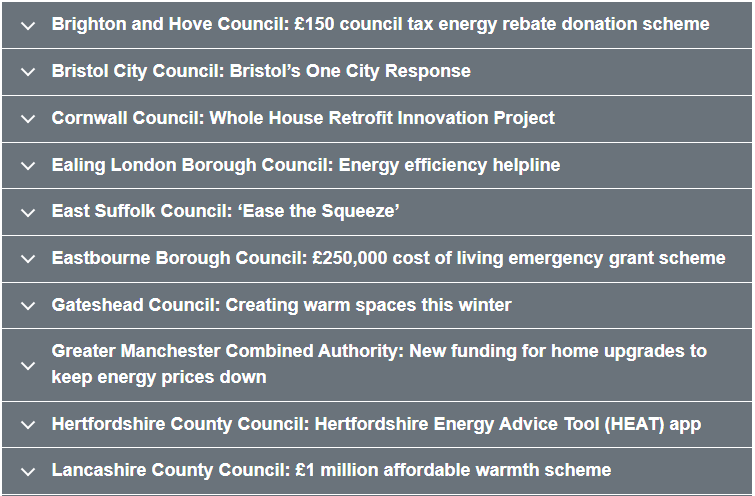 Brighton and Hove Council: £150 council tax energy rebate donation scheme
Bristol City Council: Bristol’s One City Response
Cornwall Council: Whole House Retrofit Innovation Project
Ealing London Borough Council: Energy efficiency helpline
East Suffolk Council: ‘Ease the Squeeze’
Eastbourne Borough Council: £250,000 cost of living emergency grant scheme
Gateshead Council: Creating warm spaces this winter
Greater Manchester Combined Authority: New funding for home upgrades to
keep energy prices down
Hertfordshire County Council: Hertfordshire Energy Advice Tool (HEAT) app
Lancashire County Council: £1 million affordable warmth scheme